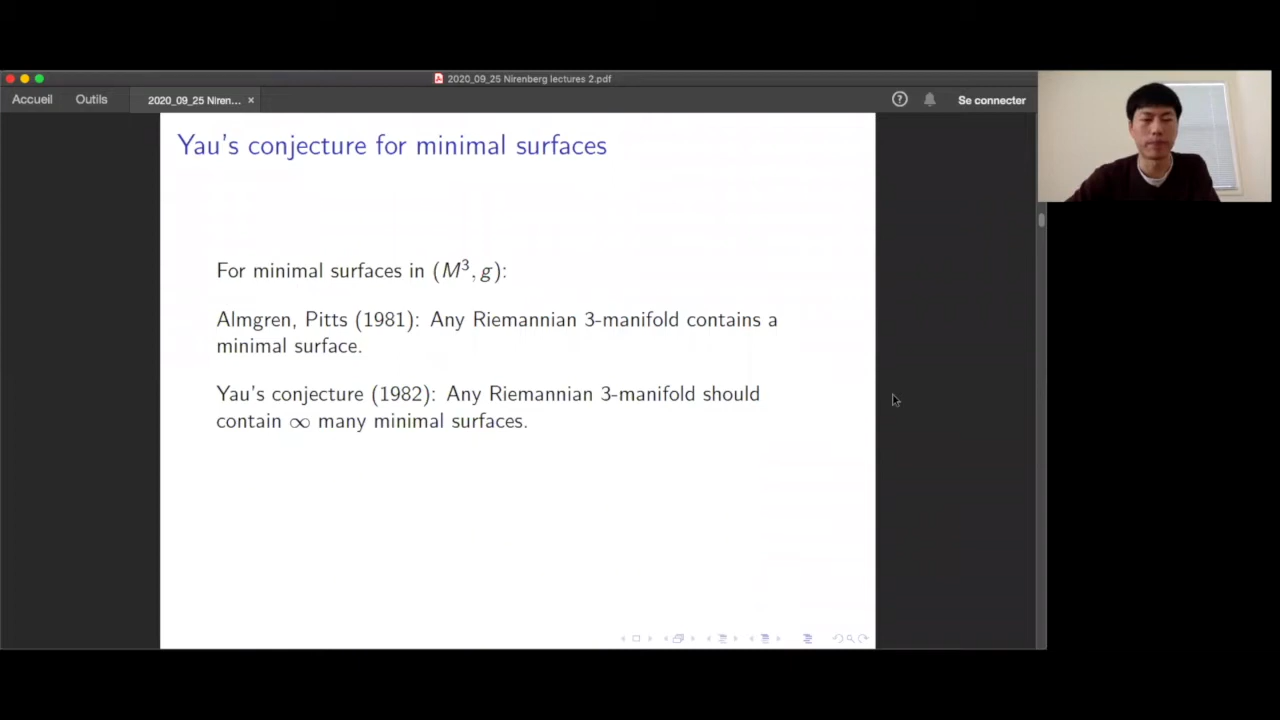 2020_09_25 Nirenberg lectures 2.pdf
Accueil Outils 2020_09_25 Niren... × ? Se connecter
Yau's conjecture for minimal surfaces
For minimal surfaces in (M³, g):
Almgren, Pitts (1981): Any Riemannian 3-manifold contains a
minimal surface.
Yau's conjecture (1982): Any Riemannian 3-manifold should
contain ∞ many minimal surfaces.